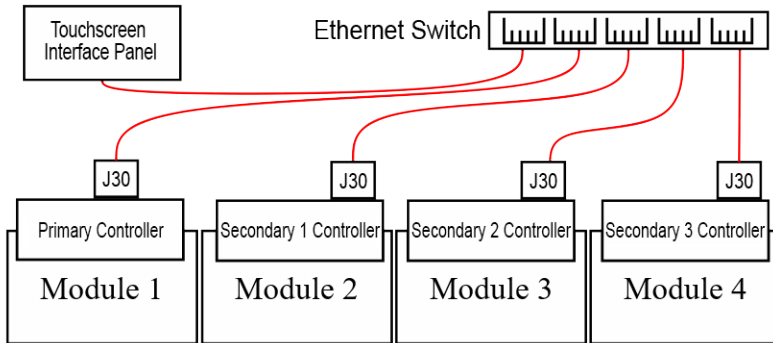 Touchscreen
Interface Panel
Ethernet Switch
J30
J30
J30
J30
Primary Controller
Secondary 1 Controller
Secondary 2 Controller
Secondary 3 Controller
Module 1
Module 2
Module 3
Module 4